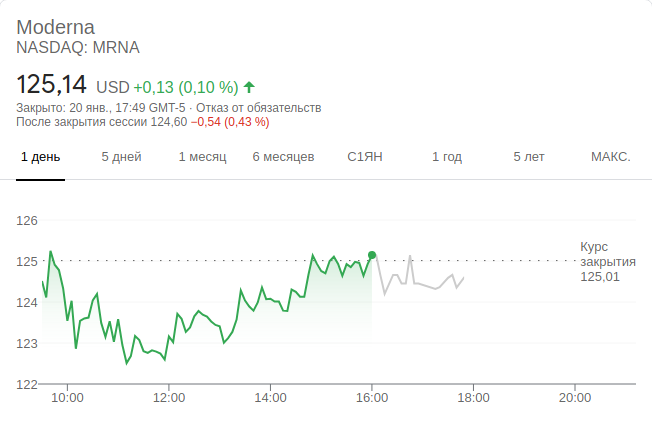 Moderna
NASDAQ: MRNA
125,14 USD +0,13 (0,10 %)
Закрыто: 20 янв., 17:49 GMT-5 · Отказ от обязательств
После закрытия сессии 124,60 −0,54 (0,43 %)
1 день 5 дней 1 месяц 6 месяцев С1ЯН 1 год 5 лет МАКС.
126
125
124
123
122
Курс
закрытия
125,01
10:00 12:00 14:00 16:00 18:00 20:00